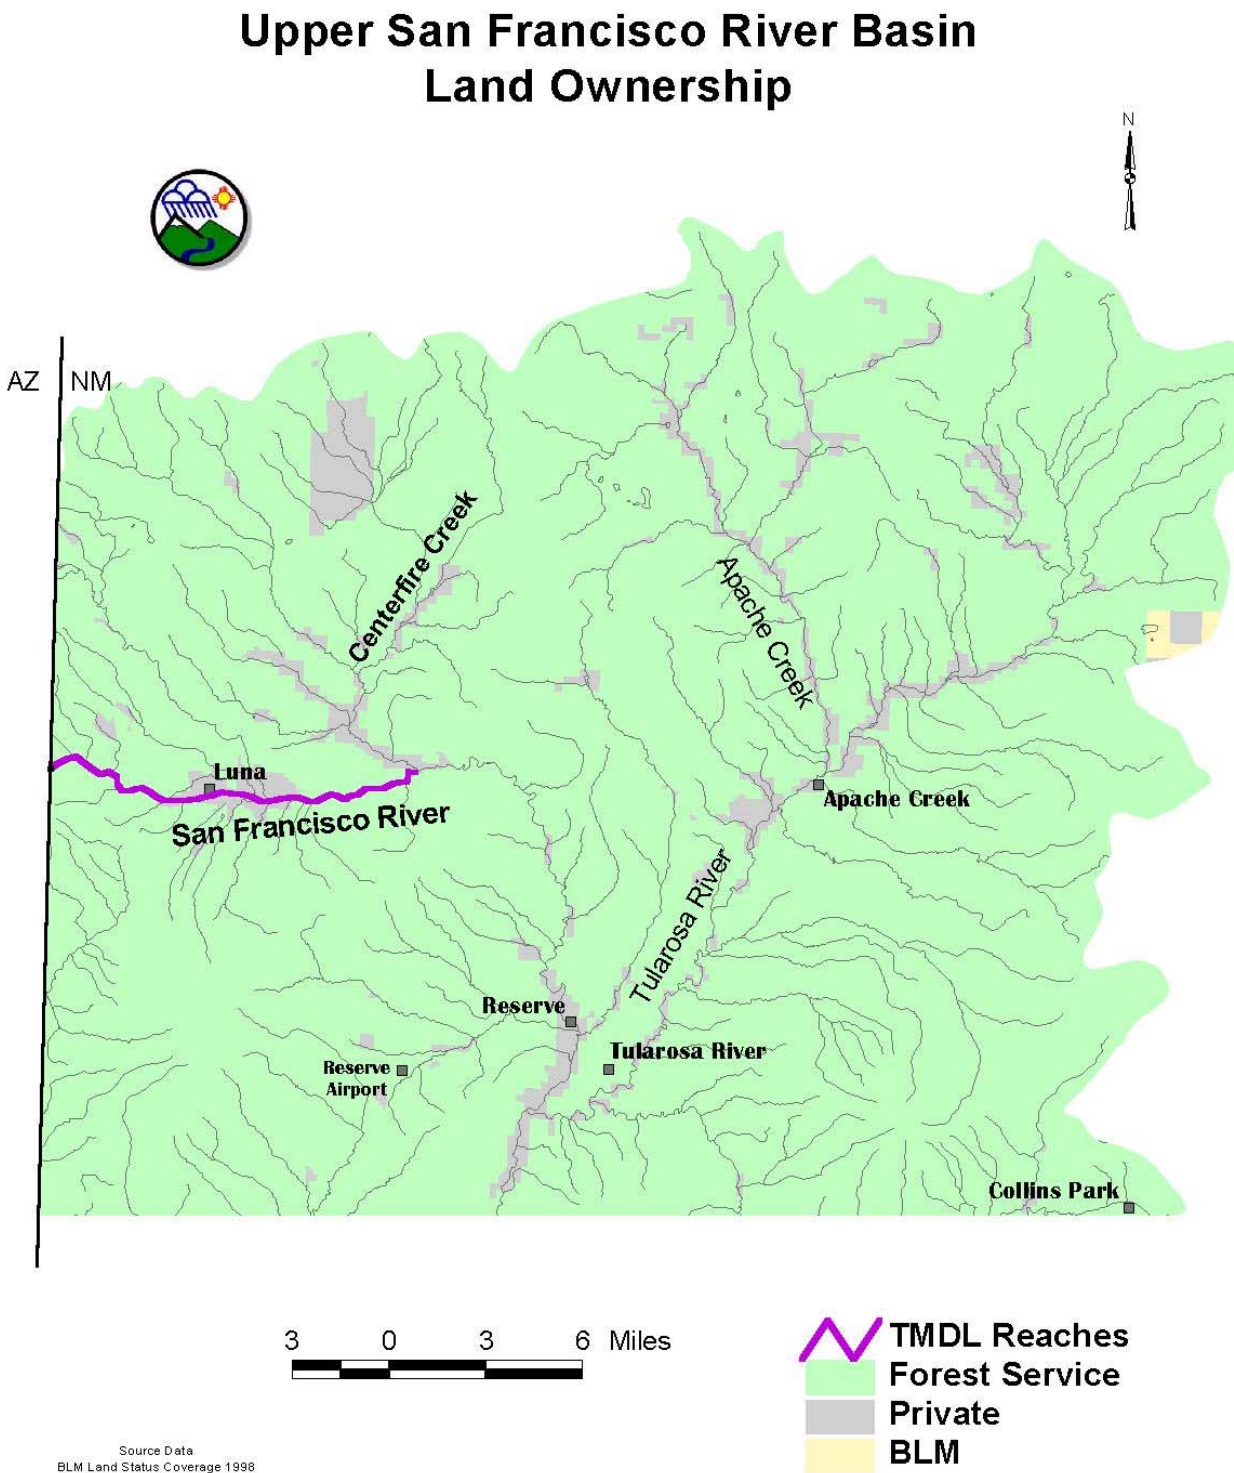 Upper San Francisco River Basin
Land Ownership
N
AZ NM
Centerfire Creek
Apache Creek
Luna
San Francisco River
Apache Creek
Tularosa River
Reserve
Tularosa River
Reserve
Airport
Collins Park
3 0 3 6 Miles
TMDL Reaches
Forest Service
Private
BLM
Source Data
BLM Land Status Coverage 1998